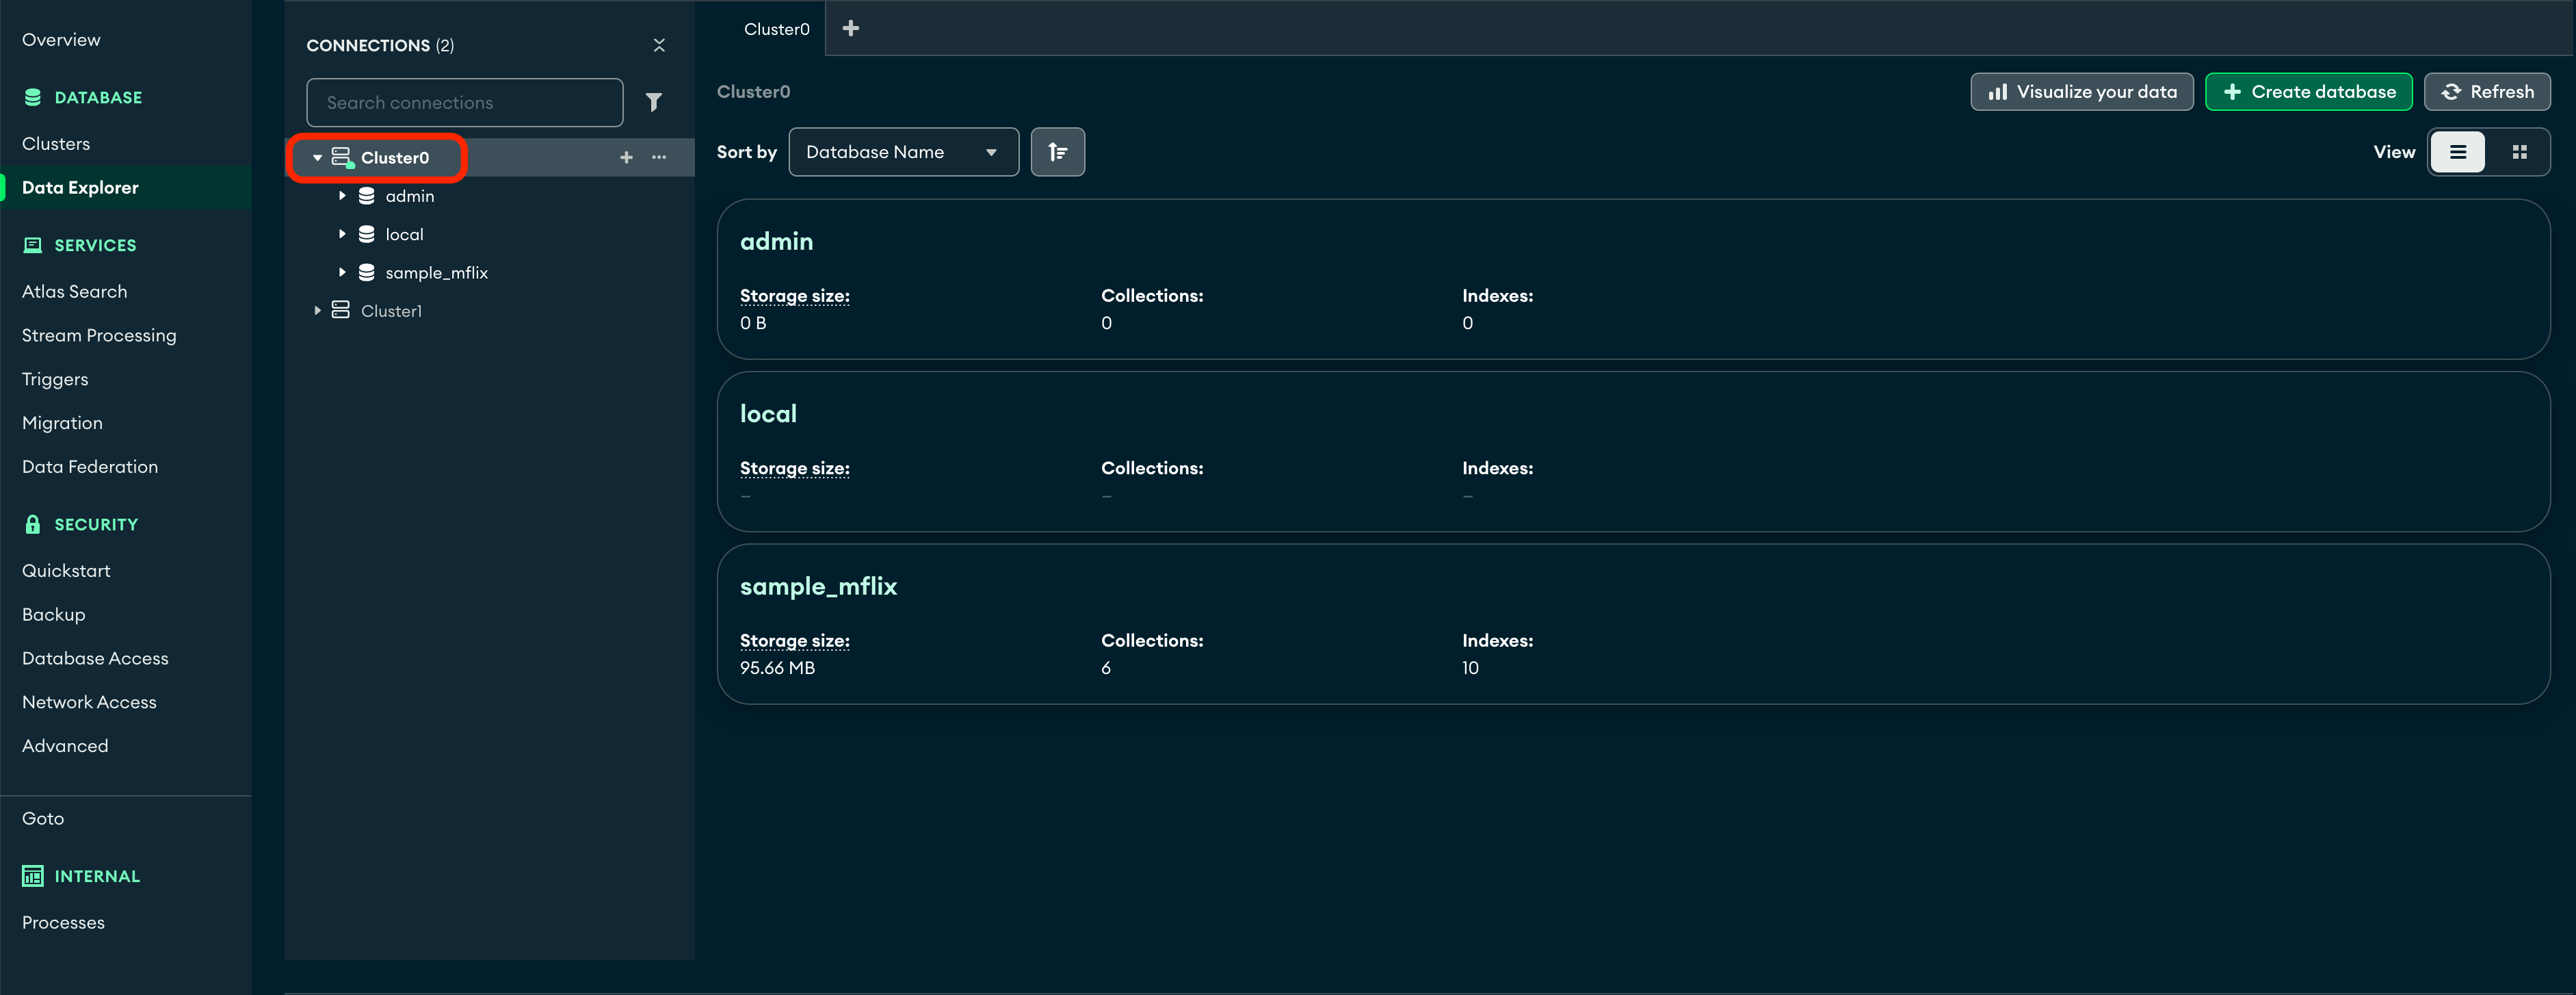 Overview
DATABASE
Clusters
Data Explorer
SERVICES
Atlas Search
Stream Processing
Triggers
Migration
Data Federation
SECURITY
Quickstart
Backup
Database Access
Network Access
Advanced
Goto
INTERNAL
Processes
CONNECTIONS (2)
Search connections
Cluster0
admin
local
sample_mflix
Cluster1
Cluster0
Cluster0
Visualize your data
Create database
Refresh
Sort by Database Name
View
admin
Storage size: Collections: Indexes:
0 B 0 0
local
Storage size: Collections: Indexes:
– – –
sample_mflix
Storage size: Collections: Indexes:
95.66 MB 6 10